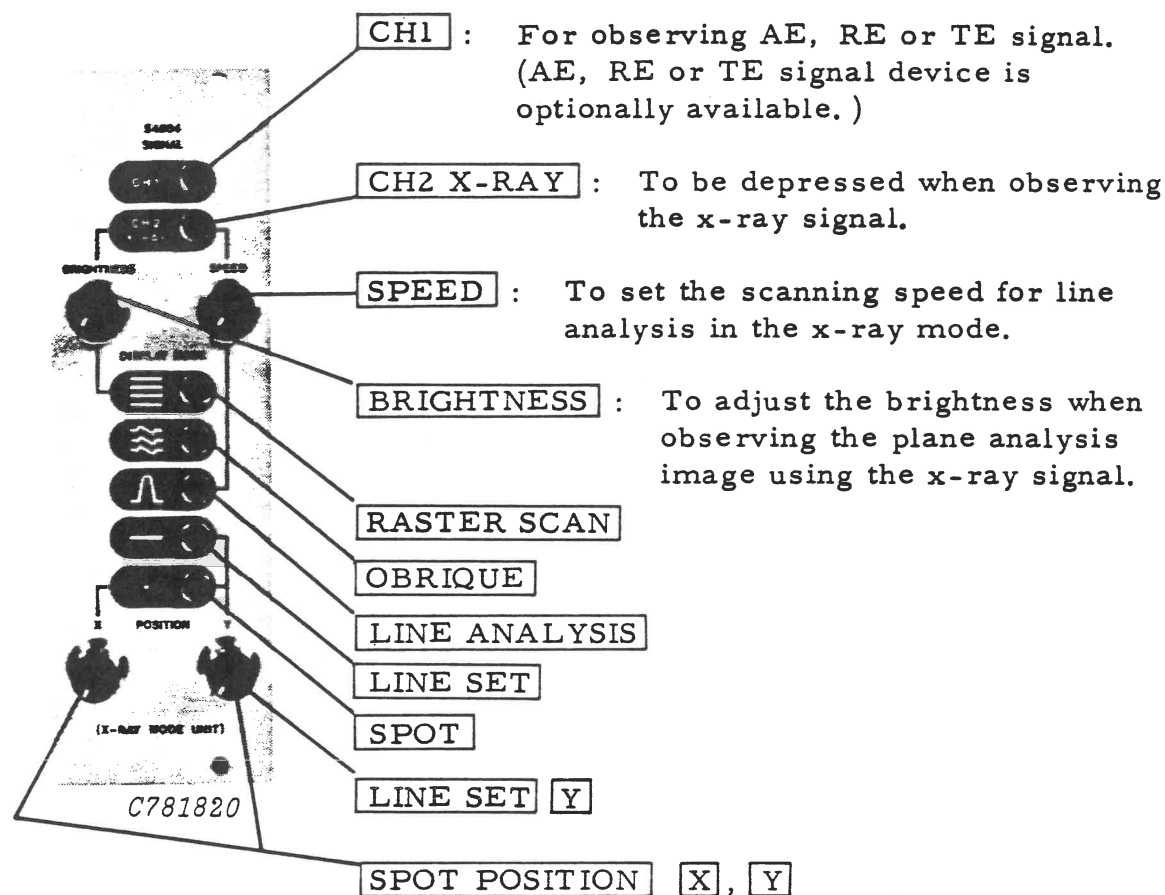 CH1 : For observing AE, RE or TE signal.
(AE, RE or TE signal device is
optionally available. )
S4004
SIGNAL
CH1
CH2 X-RAY : To be depressed when observing
the x-ray signal.
CH2
BRIGHTNESS SPEED
SPEED : To set the scanning speed for line
analysis in the x-ray mode.
DISPLAY MODE
BRIGHTNESS : To adjust the brightness when
observing the plane analysis
image using the x-ray signal.
RASTER SCAN
OBRIQUE
X POSITION Y
LINE ANALYSIS
LINE SET
SPOT
(X-RAY MODE UNIT)
LINE SET Y
C781820
SPOT POSITION X, Y